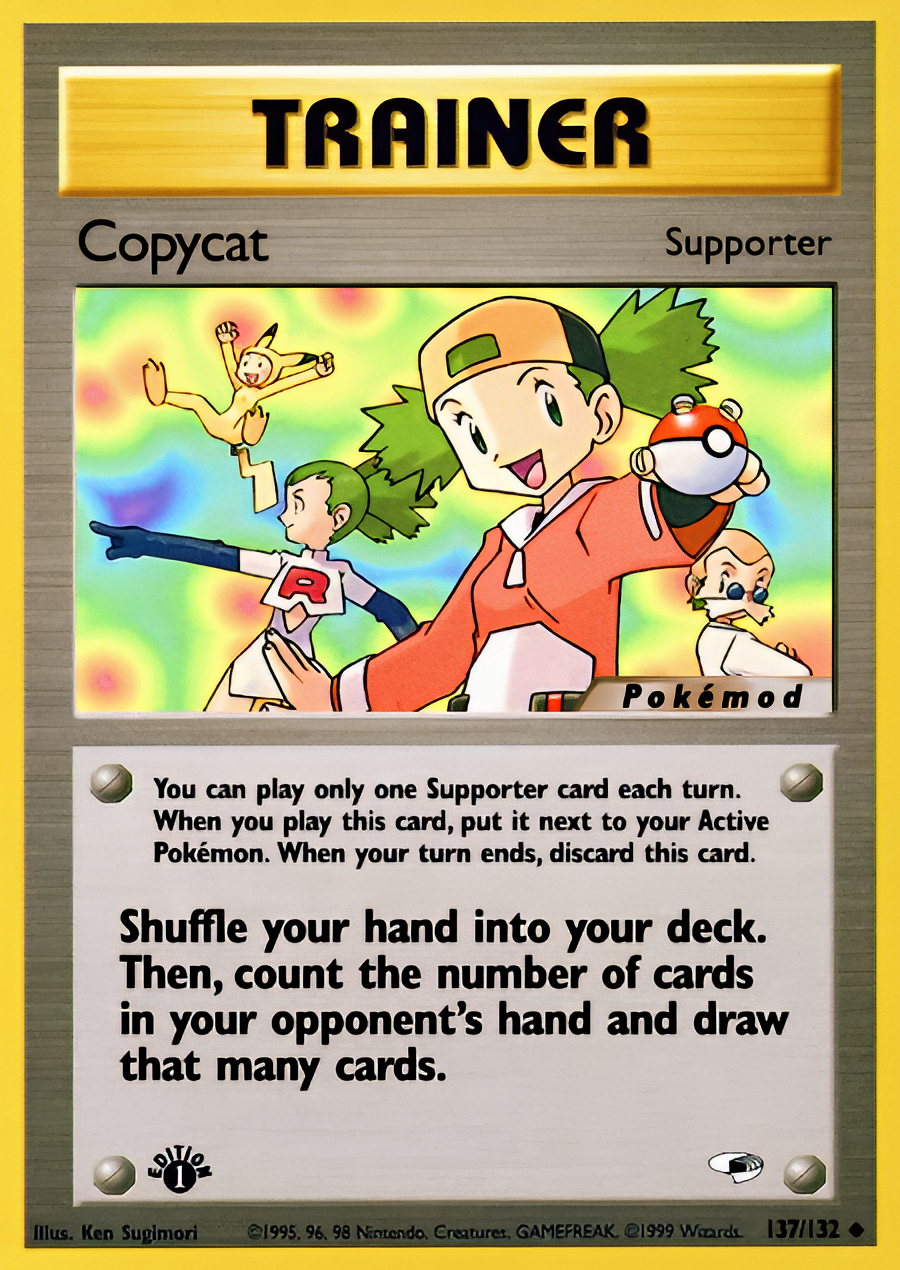 TRAINER
Copycat
Supporter
R
Pokémod
You can play only one Supporter card each turn.
When you play this card, put it next to your Active
Pokémon. When your turn ends, discard this card.
Shuffle your hand into your deck.
Then, count the number of cards
in your opponent's hand and draw
that many cards.
EDITION
1
Illus. Ken Sugimori
©1995, 96, 98 Nintendo, Creatures, GAMEFREAK. ©1999 Wizards.
137/132